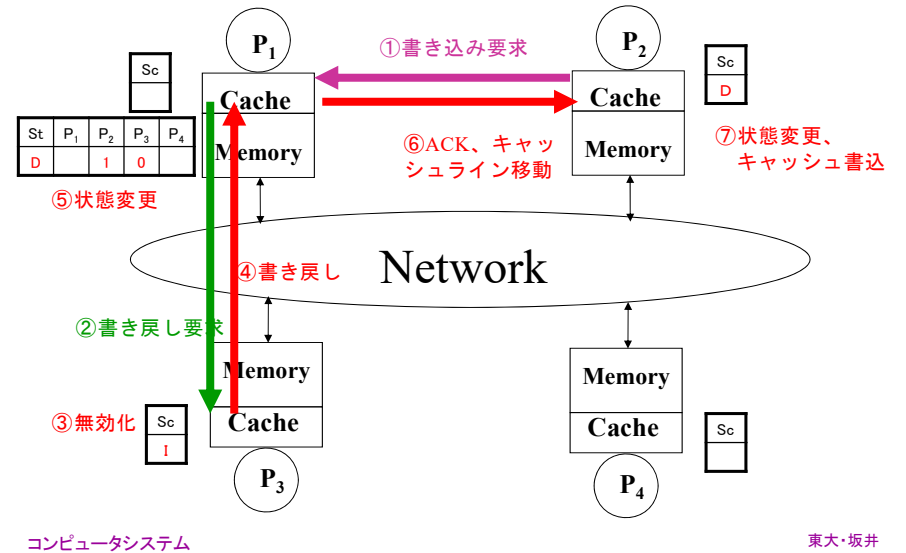 P1
①書き込み要求
P2
Sc
Cache
Memory
Sc
D
Cache
Memory
St P1 P2 P3 P4
D 1 0
⑤状態変更
⑥ACK、キャッ
シュライン移動
⑦状態変更、
キャッシュ書込
Network
④書き戻し
②書き戻し要求
Memory
Cache
③無効化
Sc
I
P3
Memory
Cache
Sc
P4
コンピュータシステム
東大・坂井